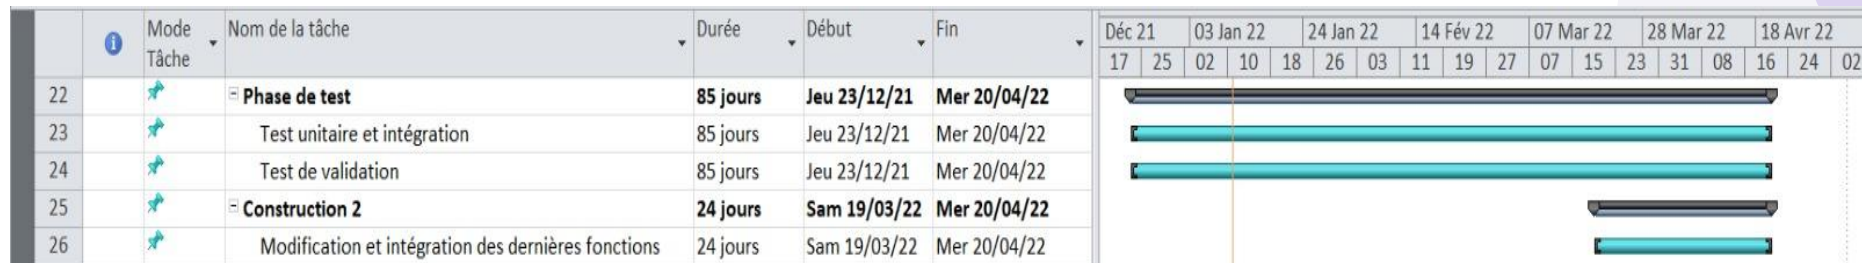 Mode Tâche Nom de la tâche Durée Début Fin
Déc 21 03 Jan 22 24 Jan 22 14 Fév 22 07 Mar 22 28 Mar 22 18 Avr 22
17 25 02 10 18 26 03 11 19 27 07 15 23 31 08 16 24 02
22 Phase de test 85 jours Jeu 23/12/21 Mer 20/04/22
23 Test unitaire et intégration 85 jours Jeu 23/12/21 Mer 20/04/22
24 Test de validation 85 jours Jeu 23/12/21 Mer 20/04/22
25 Construction 2 24 jours Sam 19/03/22 Mer 20/04/22
26 Modification et intégration des dernières fonctions 24 jours Sam 19/03/22 Mer 20/04/22